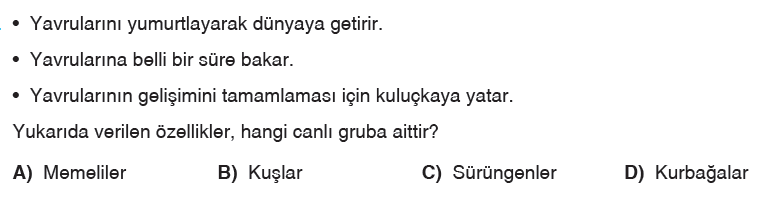 • Yavrularını yumurtlayarak dünyaya getirir.
• Yavrularına belli bir süre bakar.
• Yavrularının gelişimini tamamlaması için kuluçkaya yatar.
Yukarıda verilen özellikler, hangi canlı gruba aittir?
A) Memeliler B) Kuşlar C) Sürüngenler D) Kurbağalar